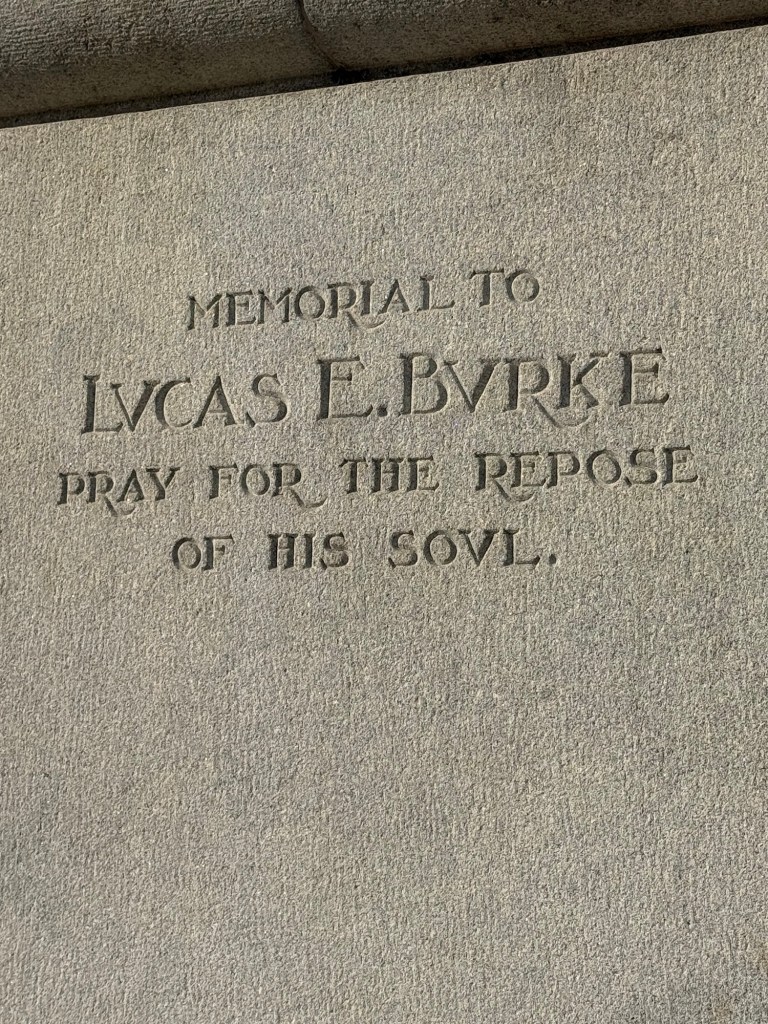 MEMORIAL TO
LVCAS E. BVRKE
PRAY FOR THE REPOSE
OF HIS SOVL.